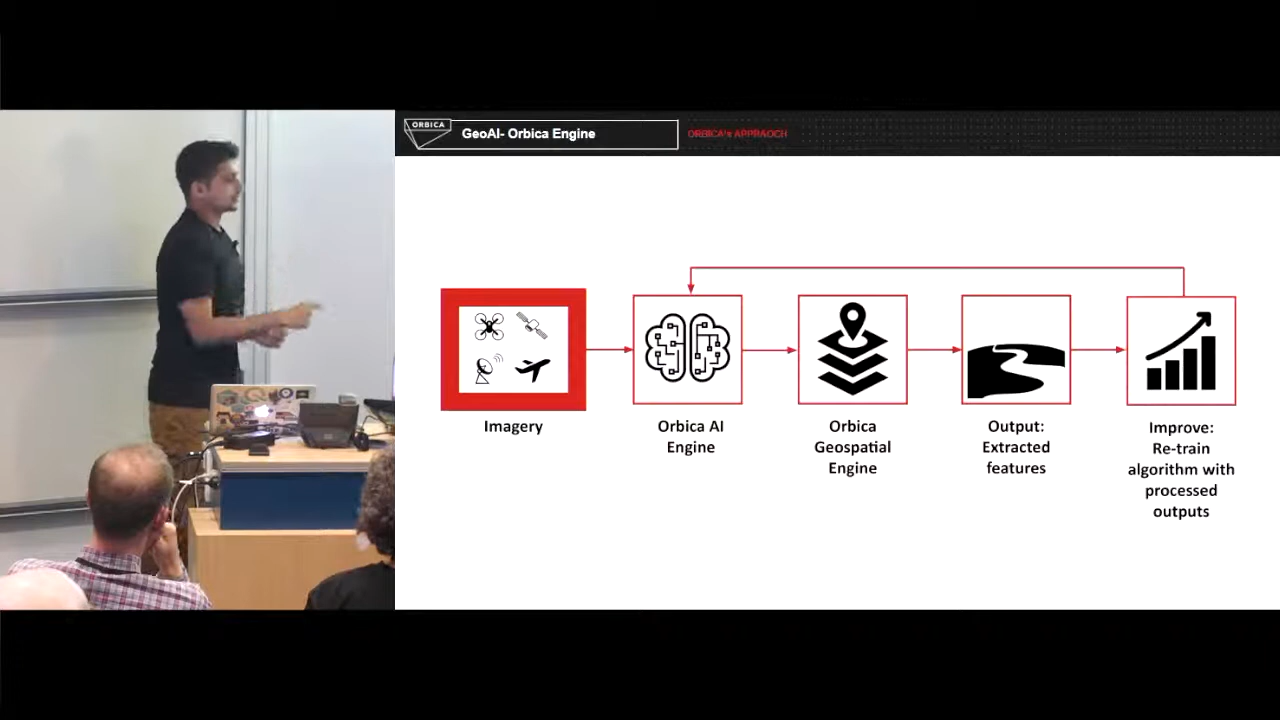 ORBICA
GeoAI- Orbica Engine
ORBICA's APPRAOCH
Imagery
Orbica AI
Engine
Orbica
Geospatial
Engine
Output:
Extracted
features
Improve:
Re-train
algorithm with
processed
outputs